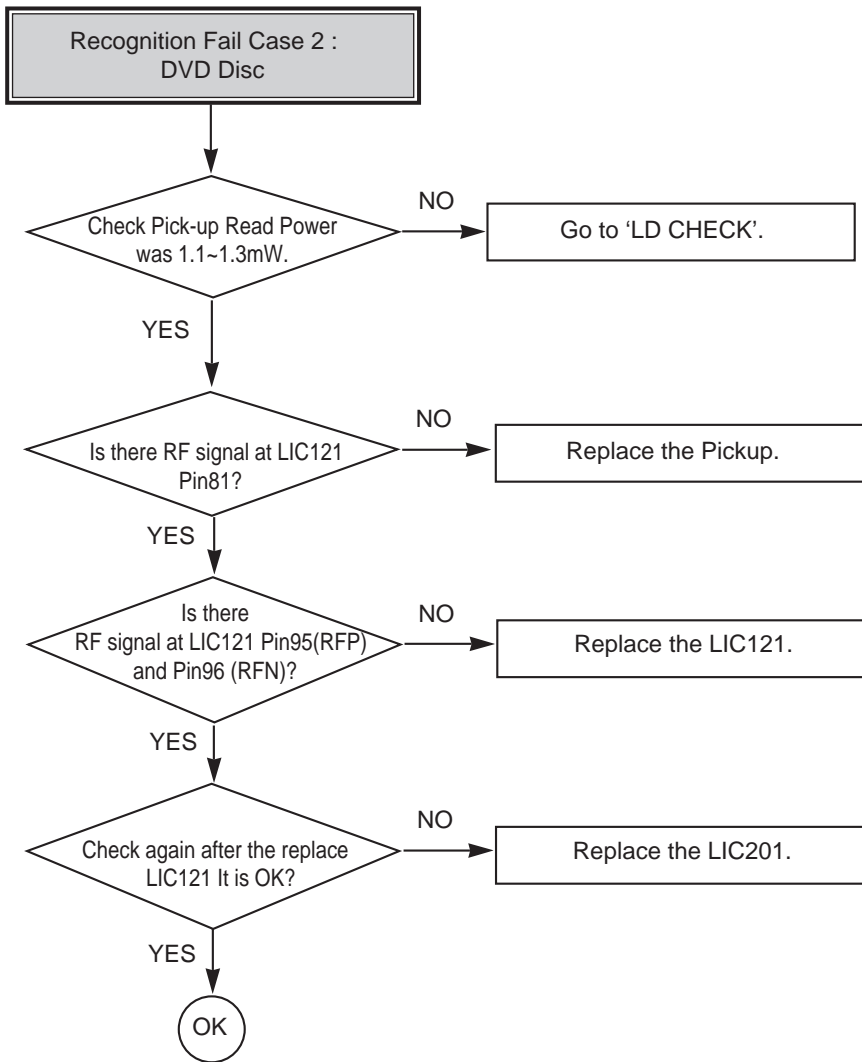 Recognition Fail Case 2 :
DVD Disc
Check Pick-up Read Power
was 1.1~1.3mW.
NO
Go to ‘LD CHECK’.
YES
Is there RF signal at LIC121
Pin81?
NO
Replace the Pickup.
YES
Is there
RF signal at LIC121 Pin95(RFP)
and Pin96 (RFN)?
NO
Replace the LIC121.
YES
Check again after the replace
LIC121 It is OK?
NO
Replace the LIC201.
YES
OK